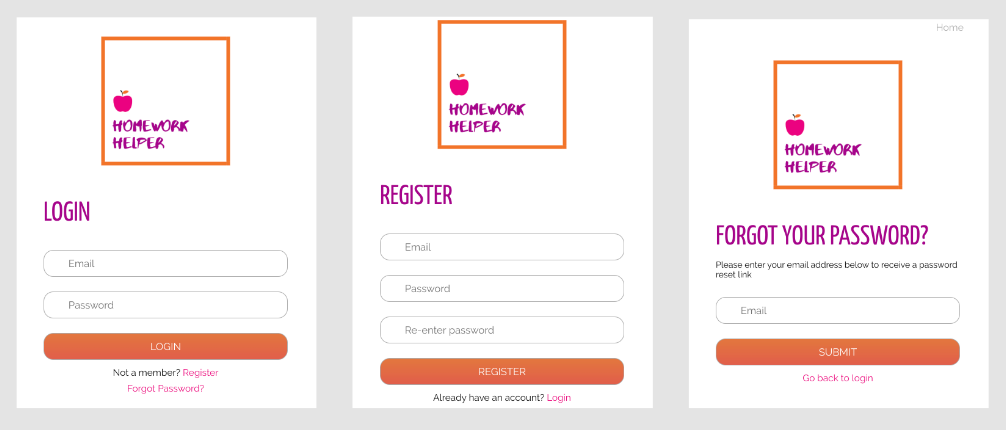 HOMEWORK
HELPER
LOGIN
Email
Password
LOGIN
Not a member? Register
Forgot Password?
HOMEWORK
HELPER
REGISTER
Email
Password
Re-enter password
REGISTER
Already have an account? Login
Home
HOMEWORK
HELPER
FORGOT YOUR PASSWORD?
Please enter your email address below to receive a password
reset link
Email
SUBMIT
Go back to login